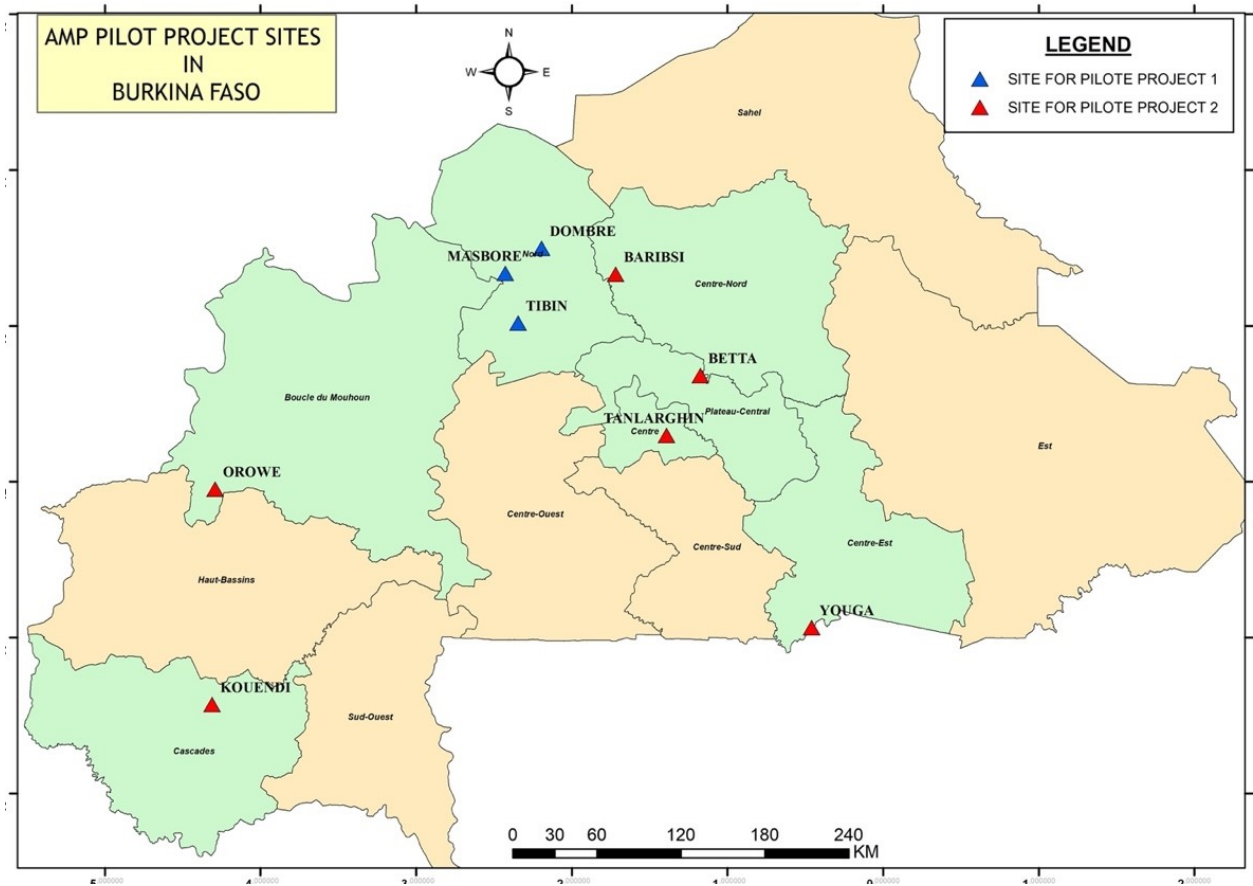 AMP PILOT PROJECT SITES
IN
BURKINA FASO
N
W E
S
LEGEND
SITE FOR PILOTE PROJECT 1
SITE FOR PILOTE PROJECT 2
Sahel
DOMBRE
MASBORE
Nord
BARIBSI
Centre-Nord
TIBIN
BETTA
Boucle du Mouhoun
Plateau-Central
TANLARGHIN
Centre
Est
OROWE
Centre-Ouest
Centre-Est
Centre-Sud
Haut-Bassins
YOUGA
KOUENDI
Sud-Ouest
Cascades
0 30 60 120 180 240
KM